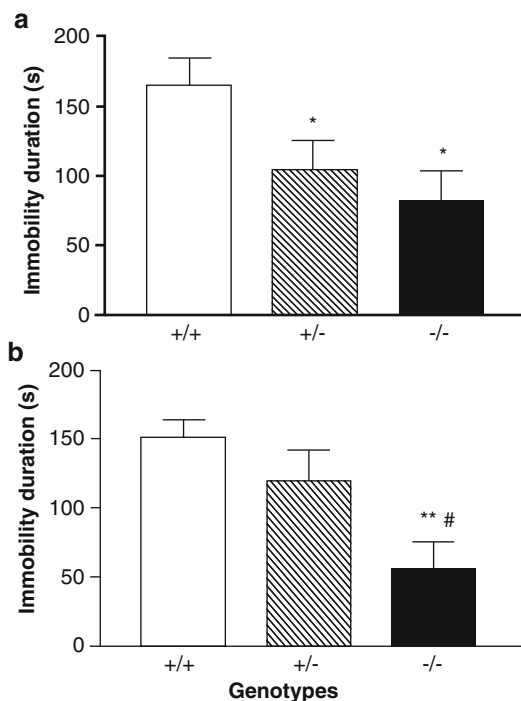 a
Immobility duration (s)
200
150
100
50
0
*
*
+/+ +/- -/-
b
Immobility duration (s)
200
150
100
50
0
** #
+/+ +/- -/-
Genotypes